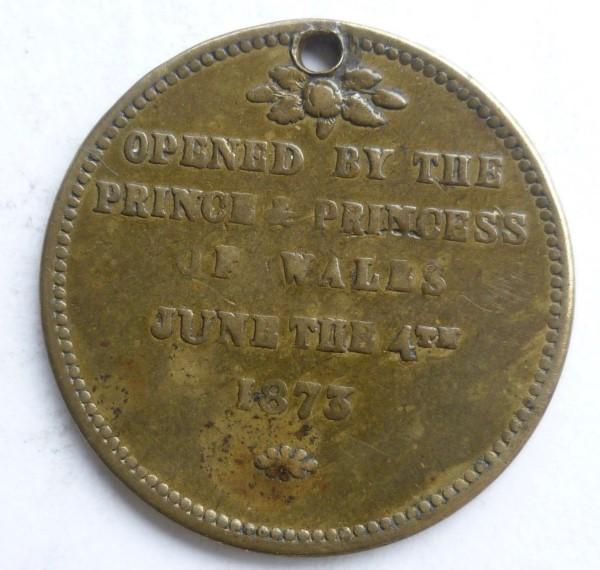 OPENED BY THE
PRINCE & PRINCESS
OF WALES
JUNE THE 4TH
1873